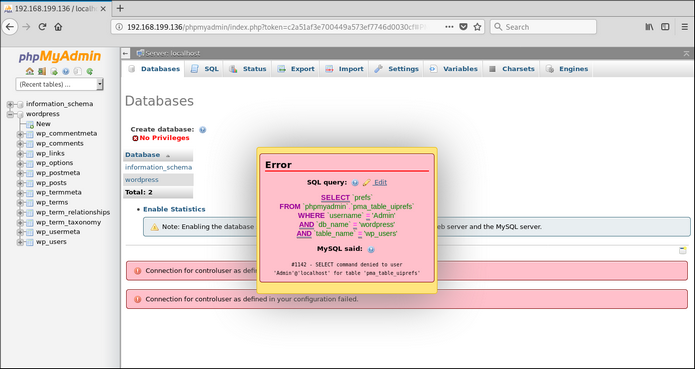 192.168.199.136 / localh
192.168.199.136/phpmyadmin/index.php?token=c2a51af3e700449a573ef7746d0030cf8
Search
phpMyAdmin
(Recent tables) ...
information_schema
wordpress
New
wp_commentmeta
wp_comments
wp_links
wp_options
wp_postmeta
wp_posts
wp_termmeta
wp_terms
wp_term_relationships
wp_term_taxonomy
wp_usermeta
wp_users
Server: localhost
Databases SQL Status Export Import Settings Variables Charsets Engines
Databases
Create database:
No Privileges
Database
information_schema
wordpress
Total: 2
Enable Statistics
Note: Enabling the database
eb server and the MySQL server.
Connection for controluser as defi
Connection for controluser as defined in your configuration failed.
Error
SQL query: Edit
SELECT `prefs`
FROM `phpmyadmin`.`pma_table_uiprefs`
WHERE `username` = 'Admin'
AND `db_name` = 'wordpress'
AND `table_name` = 'wp_users'
MySQL said:
#1142 - SELECT command denied to user
'Admin'@'localhost' for table 'pma_table_uiprefs'